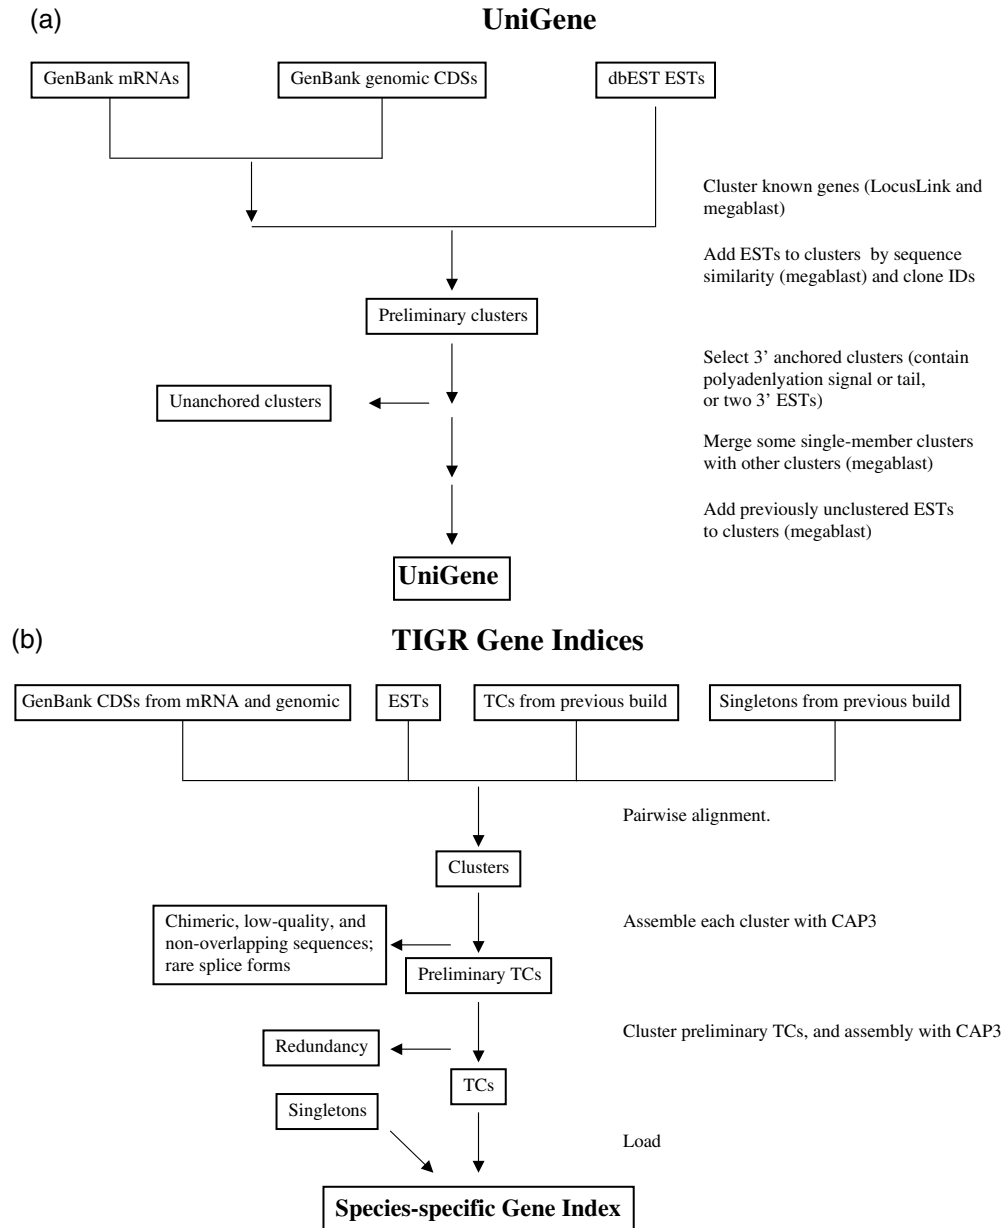 (a)
UniGene
GenBank mRNAs
GenBank genomic CDSs
dbEST ESTs
Cluster known genes (LocusLink and
megablast)
Add ESTs to clusters by sequence
similarity (megablast) and clone IDs
Preliminary clusters
Select 3' anchored clusters (contain
polyadenlyation signal or tail,
or two 3' ESTs)
Unanchored clusters
Merge some single-member clusters
with other clusters (megablast)
Add previously unclustered ESTs
to clusters (megablast)
UniGene
(b)
TIGR Gene Indices
GenBank CDSs from mRNA and genomic
ESTs
TCs from previous build
Singletons from previous build
Pairwise alignment.
Clusters
Chimeric, low-quality, and
non-overlapping sequences;
rare splice forms
Assemble each cluster with CAP3
Preliminary TCs
Cluster preliminary TCs, and assembly with CAP3
Redundancy
TCs
Singletons
Load
Species-specific Gene Index